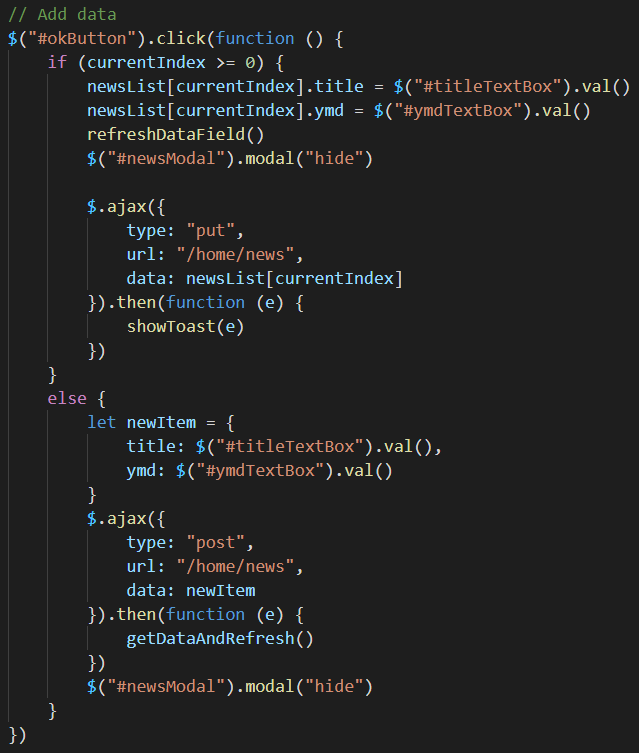 // Add data
$("#okButton").click(function () {
    if (currentIndex >= 0) {
        newsList[currentIndex].title = $("#titleTextBox").val()
        newsList[currentIndex].ymd = $("#ymdTextBox").val()
        refreshDataField()
        $("#newsModal").modal("hide")

        $.ajax({
            type: "put",
            url: "/home/news",
            data: newsList[currentIndex]
        }).then(function (e) {
            showToast(e)
        })
    }
    else {
        let newItem = {
            title: $("#titleTextBox").val(),
            ymd: $("#ymdTextBox").val()
        }
        $.ajax({
            type: "post",
            url: "/home/news",
            data: newItem
        }).then(function (e) {
            getDataAndRefresh()
        })
        $("#newsModal").modal("hide")
    }
})